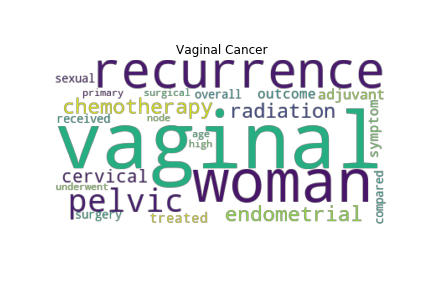 Vaginal Cancer
sexual
recurrence
primary
surgical
overall
outcome
adjuvant
chemotherapy
radiation
symptom
received
node
vaginal
age
high
cervical
woman
underwent
pelvic
compared
surgery
treated
endometrial